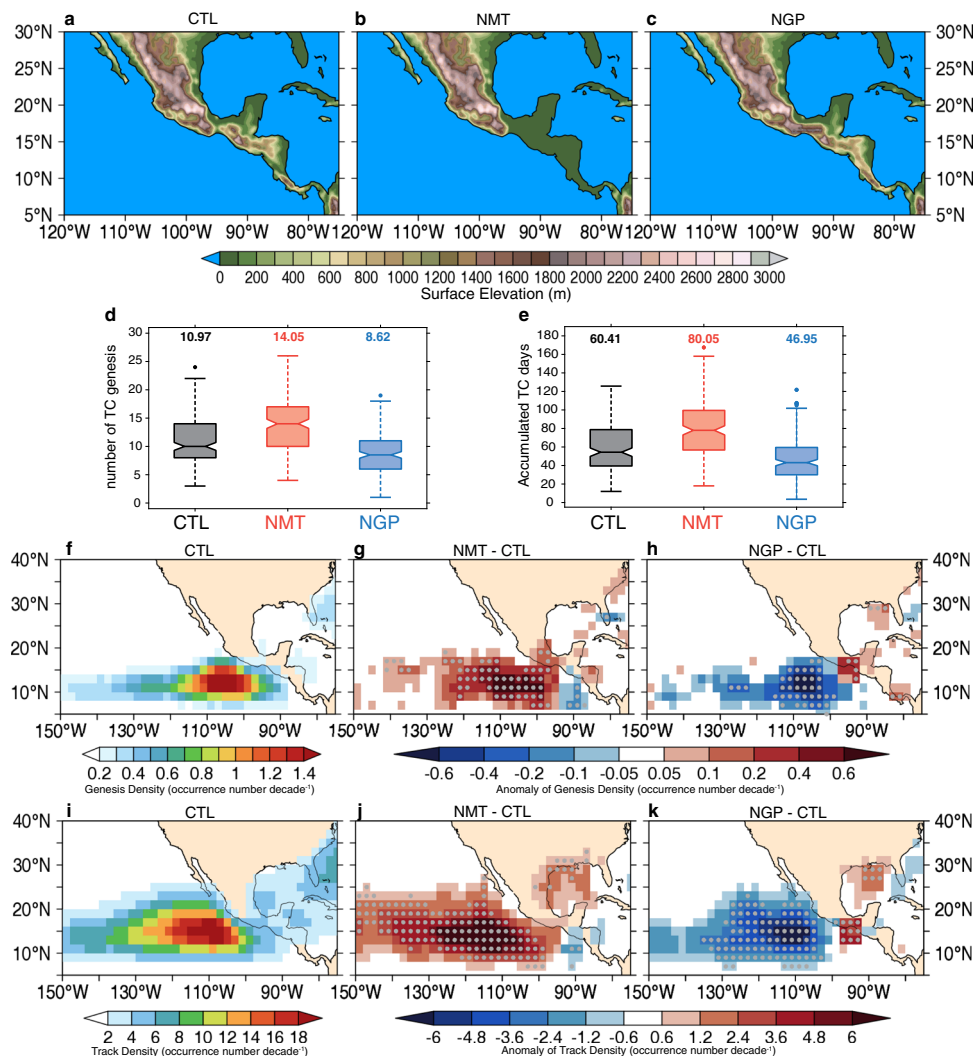 a CTL b NMT c NGP
30°N 30°N
25°N 25°N
20°N 20°N
15°N 15°N
10°N 10°N
5°N 5°N
120°W 110°W 100°W 90°W 120°W 110°W 100°W 90°W 120°W 110°W 100°W 90°W 80°W
0 200 400 600 800 1000 1200 1400 1600 1800 2000 2200 2400 2600 2800 3000
Surface Elevation (m)
d e
30 10.97 14.05 8.62
25
20
15
10
5
0
number of TC genesis
CTL NMT NGP
180 60.41 80.05 46.95
160
140
120
100
80
60
40
20
0
Accumulated TC days
CTL NMT NGP
f CTL g NMT - CTL h NGP - CTL
40°N 40°N
30°N 30°N
20°N 20°N
10°N 10°N
150°W 130°W 110°W 90°W 150°W 130°W 110°W 90°W 150°W 130°W 110°W 90°W
0.2 0.4 0.6 0.8 1 1.2 1.4
Genesis Density (occurrence number decade⁻¹)
-0.6 -0.4 -0.2 -0.1 -0.05 0.05 0.1 0.2 0.4 0.6
Anomaly of Genesis Density (occurrence number decade⁻¹)
i CTL j NMT - CTL k NGP - CTL
40°N 40°N
30°N 30°N
20°N 20°N
10°N 10°N
150°W 130°W 110°W 90°W 150°W 130°W 110°W 90°W 150°W 130°W 110°W 90°W
2 4 6 8 10 12 14 16 18
Track Density (occurrence number decade⁻¹)
-6 -4.8 -3.6 -2.4 -1.2 -0.6 0.6 1.2 2.4 3.6 4.8 6
Anomaly of Track Density (occurrence number decade⁻¹)